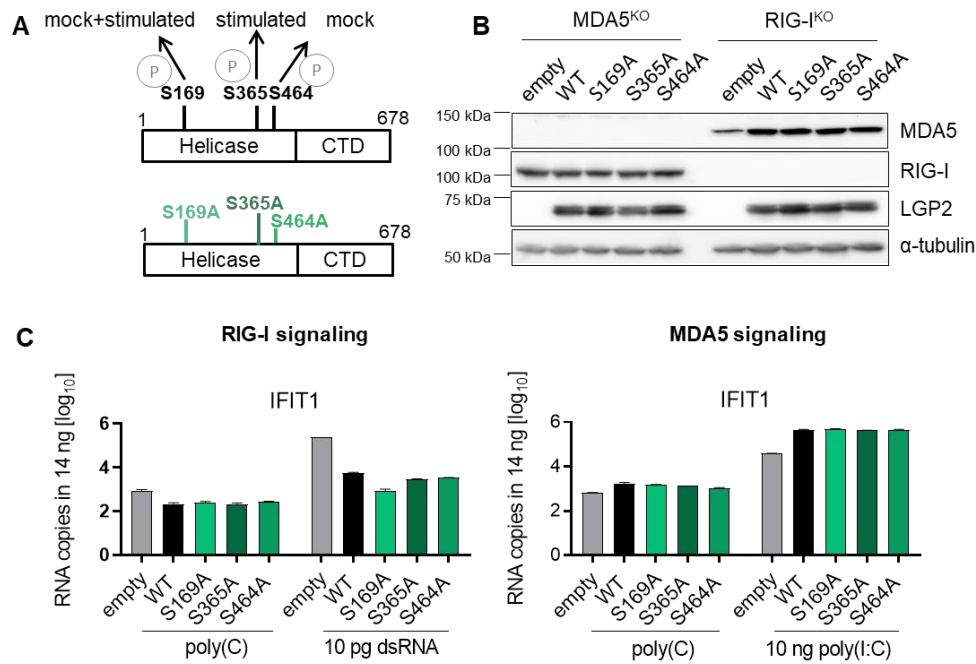 A
mock+stimulated stimulated mock
P P P
S169 S365 S464
1 678
Helicase CTD
S169A S365A S464A
1 678
Helicase CTD
B
MDA5KO RIG-IKO
empty WT S169A S365A S464A empty WT S169A S365A S464A
150 kDa MDA5
100 kDa
100 kDa RIG-I
75 kDa LGP2
α-tubulin
50 kDa
C
RIG-I signaling
IFIT1
RNA copies in 14 ng [log10]
6
4
2
0
empty WT S169A S365A S464A empty WT S169A S365A S464A
poly(C) 10 pg dsRNA
MDA5 signaling
IFIT1
RNA copies in 14 ng [log10]
6
4
2
0
empty WT S169A S365A S464A empty WT S169A S365A S464A
poly(C) 10 ng poly(I:C)